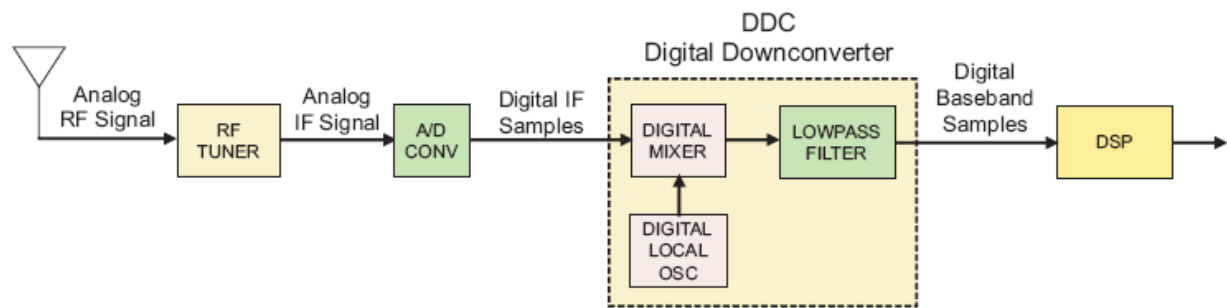 DDC
Digital Downconverter
Analog
RF Signal
RF
TUNER
Analog
IF Signal
A/D
CONV
Digital IF
Samples
DIGITAL
MIXER
DIGITAL
LOCAL
OSC
LOWPASS
FILTER
Digital
Baseband
Samples
DSP